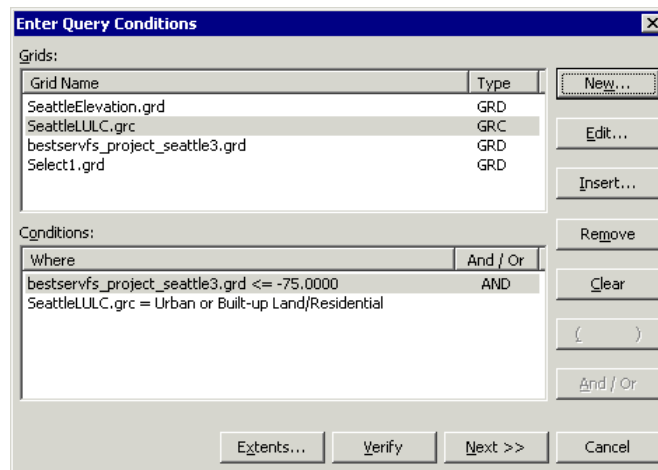 Enter Query Conditions
Grids:
Grid Name Type
SeattleElevation.grd GRD
SeattleLULC.grc GRC
bestservfs_project_seattle3.grd GRD
Select1.grd GRD
New...
Edit...
Insert...
Conditions:
Where And / Or
bestservfs_project_seattle3.grd <= -75.0000 AND
SeattleLULC.grc = Urban or Built-up Land/Residential
Remove
Clear
( )
And / Or
Extents... Verify Next >> Cancel